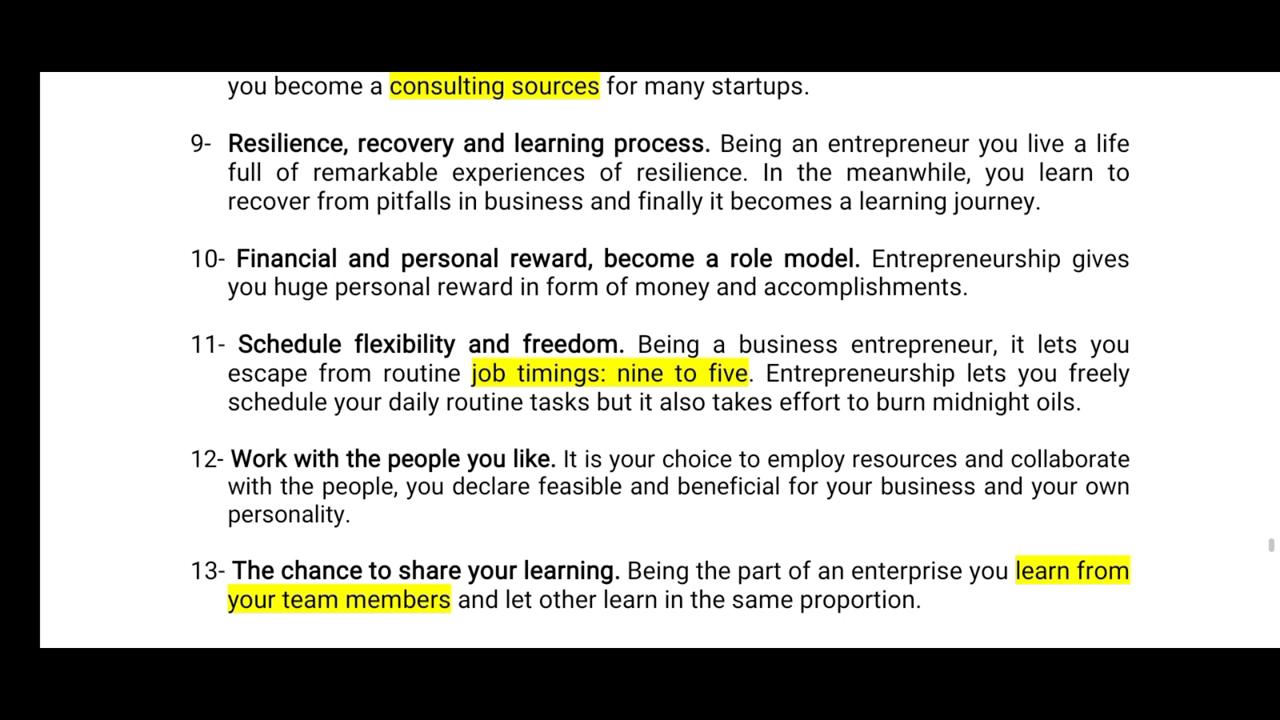 you become a consulting sources for many startups.
9- Resilience, recovery and learning process. Being an entrepreneur you live a life
full of remarkable experiences of resilience. In the meanwhile, you learn to
recover from pitfalls in business and finally it becomes a learning journey.
10- Financial and personal reward, become a role model. Entrepreneurship gives
you huge personal reward in form of money and accomplishments.
11- Schedule flexibility and freedom. Being a business entrepreneur, it lets you
escape from routine job timings: nine to five. Entrepreneurship lets you freely
schedule your daily routine tasks but it also takes effort to burn midnight oils.
12- Work with the people you like. It is your choice to employ resources and collaborate
with the people, you declare feasible and beneficial for your business and your own
personality.
13- The chance to share your learning. Being the part of an enterprise you learn from
your team members and let other learn in the same proportion.